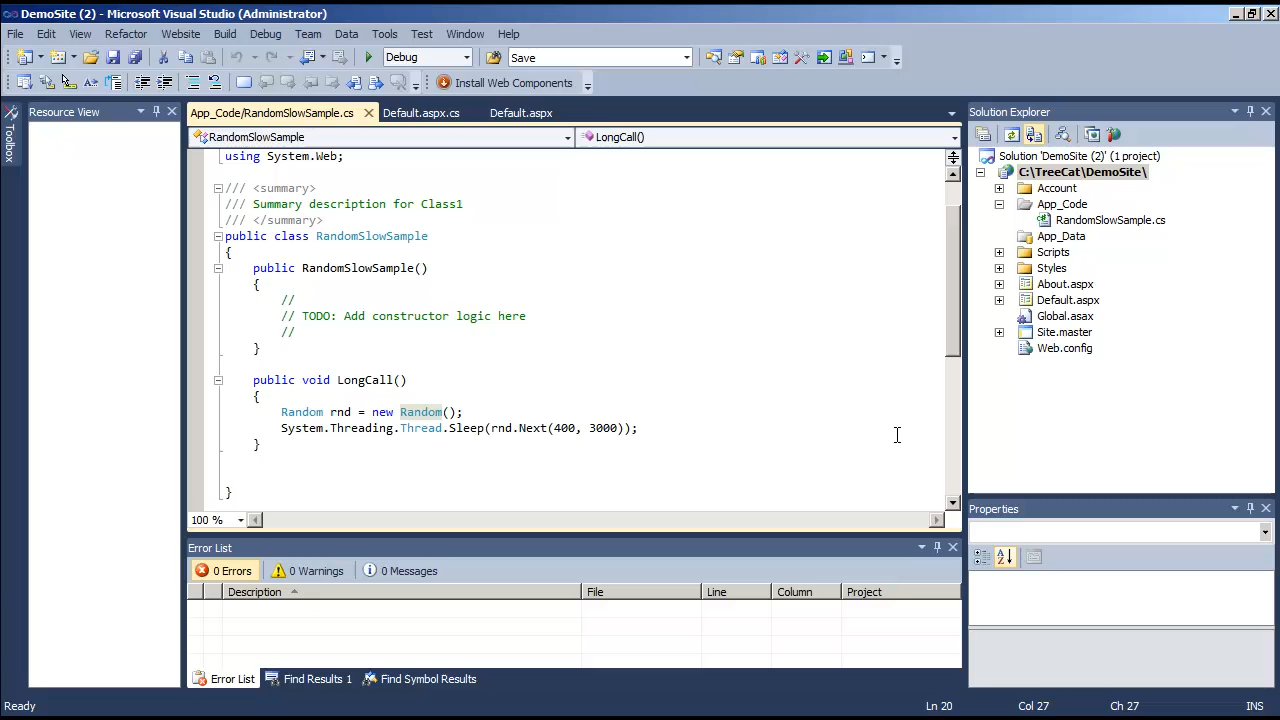 DemoSite (2) - Microsoft Visual Studio (Administrator)
File Edit View Refactor Website Build Debug Team Data Tools Test Window Help
Debug Save
Install Web Components
Toolbox
Resource View
App_Code/RandomSlowSample.cs Default.aspx.cs Default.aspx
RandomSlowSample LongCall()
using System.Web;
/// <summary>
/// Summary description for Class1
/// </summary>
public class RandomSlowSample
{
public RandomSlowSample()
{
//
// TODO: Add constructor logic here
//
}
public void LongCall()
{
Random rnd = new Random();
System.Threading.Thread.Sleep(rnd.Next(400, 3000));
}
}
100 %
Error List
0 Errors 0 Warnings 0 Messages
Description File Line Column Project
Error List Find Results 1 Find Symbol Results
Solution Explorer
Solution 'DemoSite (2)' (1 project)
C:\TreeCat\DemoSite\
Account
App_Code
RandomSlowSample.cs
App_Data
Scripts
Styles
About.aspx
Default.aspx
Global.asax
Site.master
Web.config
Properties
Ready Ln 20 Col 27 Ch 27 INS